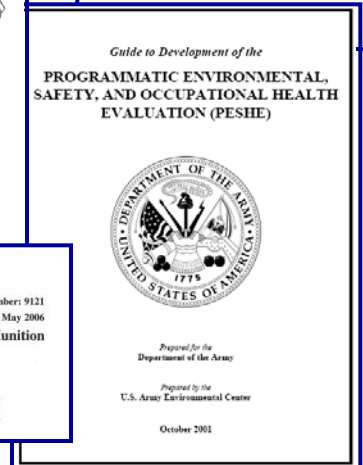 Guide to Development of the
PROGRAMMATIC ENVIRONMENTAL,
SAFETY, AND OCCUPATIONAL HEALTH
EVALUATION (PESHE)
DEPARTMENT OF THE ARMY
1775
UNITED STATES OF AMERICA
mber: 9121
May 2006
unition
Prepared for the
Department of the Army
Prepared by the
U.S. Army Environmental Center
October 2001